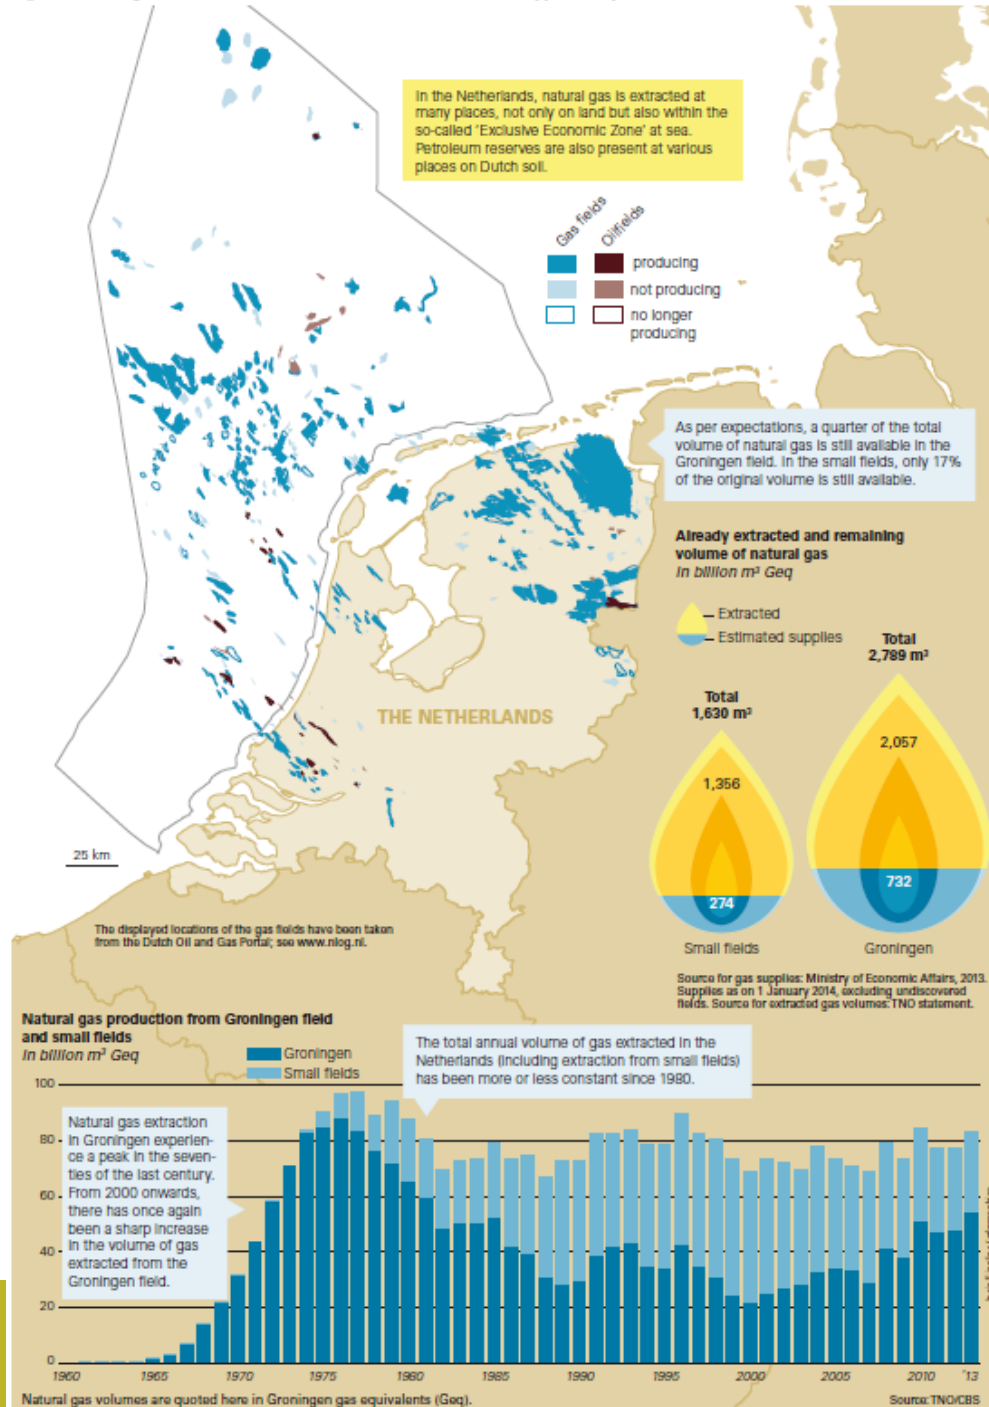 In the Netherlands, natural gas is extracted at
many places, not only on land but also within the
so-called 'Exclusive Economic Zone' at sea.
Petroleum reserves are also present at various
places on Dutch soil.
Gas fields
Oilfields
producing
not producing
no longer
producing
As per expectations, a quarter of the total
volume of natural gas is still available in the
Groningen field. In the small fields, only 17%
of the original volume is still available.
Already extracted and remaining
volume of natural gas
in billion m³ Geq
Extracted
Estimated supplies
Total
2,789 m³
Total
1,630 m³
THE NETHERLANDS
2,057
1,356
732
274
25 km
Small fields
Groningen
The displayed locations of the gas fields have been taken
from the Dutch Oil and Gas Portal; see www.nlog.nl.
Source for gas supplies: Ministry of Economic Affairs, 2013.
Supplies as on 1 January 2014, excluding undiscovered
fields. Source for extracted gas volumes: TNO statement.
Natural gas production from Groningen field
and small fields
in billion m³ Geq
Groningen
Small fields
The total annual volume of gas extracted in the
Netherlands (including extraction from small fields)
has been more or less constant since 1980.
Natural gas extraction
in Groningen experien-
ce a peak in the seven-
ties of the last century.
From 2000 onwards,
there has once again
been a sharp increase
in the volume of gas
extracted from the
Groningen field.
100
80
60
40
20
0
1960 1965 1970 1975 1980 1985 1990 1995 2000 2005 2010 '13
Natural gas volumes are quoted here in Groningen gas equivalents (Geq).
Source: TNO/CBS